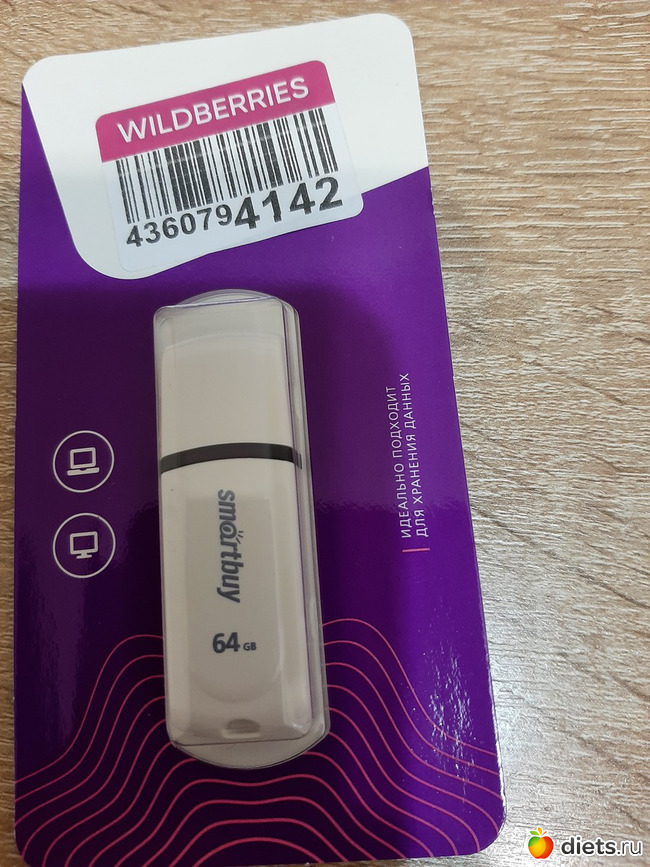 WILDBERRIES
4360794142
ИДЕАЛЬНО ПОДХОДИТ
ДЛЯ ХРАНЕНИЯ ДАННЫХ
smartbuy
64 GB
diets.ru